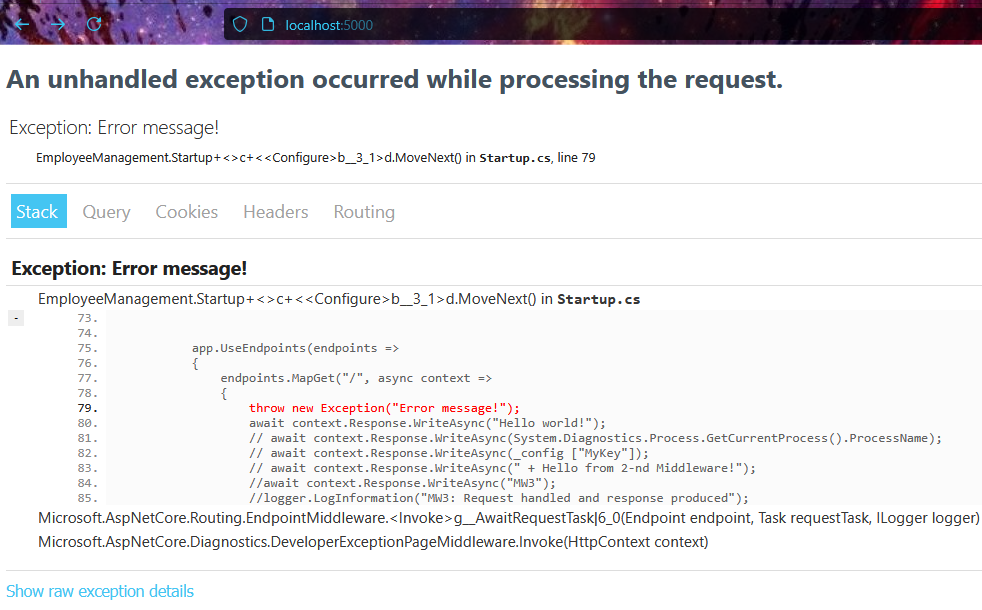 localhost:5000
An unhandled exception occurred while processing the request.
Exception: Error message!
EmployeeManagement.Startup+<>c+<<Configure>b__3_1>d.MoveNext() in Startup.cs, line 79
Stack Query Cookies Headers Routing
Exception: Error message!
EmployeeManagement.Startup+<>c+<<Configure>b__3_1>d.MoveNext() in Startup.cs
- 73.
74.
75. app.UseEndpoints(endpoints =>
76. {
77. endpoints.MapGet("/", async context =>
78. {
79. throw new Exception("Error message!");
80. await context.Response.WriteAsync("Hello world!");
81. // await context.Response.WriteAsync(System.Diagnostics.Process.GetCurrentProcess().ProcessName);
82. // await context.Response.WriteAsync(_config ["MyKey"]);
83. // await context.Response.WriteAsync(" + Hello from 2-nd Middleware!");
84. //await context.Response.WriteAsync("MW3");
85. //logger.LogInformation("MW3: Request handled and response produced");
Microsoft.AspNetCore.Routing.EndpointMiddleware.<Invoke>g__AwaitRequestTask|6_0(Endpoint endpoint, Task requestTask, ILogger logger)
Microsoft.AspNetCore.Diagnostics.DeveloperExceptionPageMiddleware.Invoke(HttpContext context)
Show raw exception details